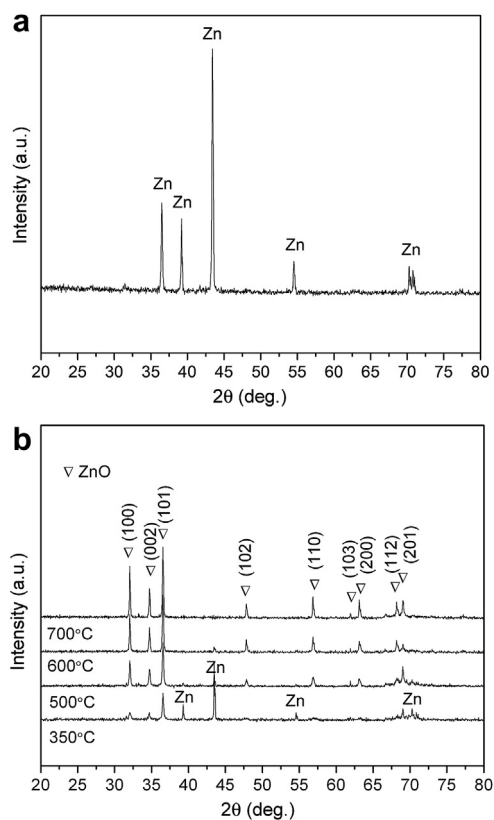 a
Zn
Zn
Zn
Zn
Zn
Intensity (a.u.)
20 25 30 35 40 45 50 55 60 65 70 75 80
2θ (deg.)
b
▽ ZnO
(100)
(002)
(101)
(102)
(110)
(103)
(200)
(112)
(201)
Intensity (a.u.)
700°C
600°C
500°C
350°C
Zn
Zn
Zn
Zn
20 25 30 35 40 45 50 55 60 65 70 75 80
2θ (deg.)